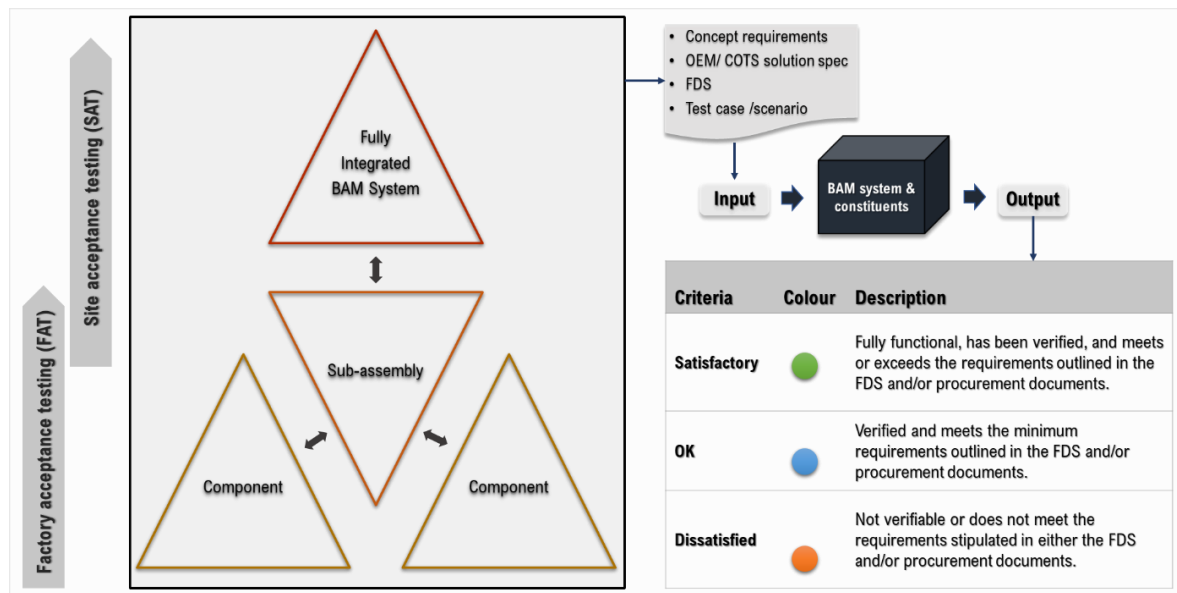 Site acceptance testing (SAT)
Factory acceptance testing (FAT)
Fully
Integrated
BAM System
Sub-assembly
Component
Component
• Concept requirements
• OEM/ COTS solution spec
• FDS
• Test case /scenario
Input
BAM system &
constituents
Output
Criteria Colour Description
Satisfactory
Fully functional, has been verified, and meets
or exceeds the requirements outlined in the
FDS and/or procurement documents.
OK
Verified and meets the minimum
requirements outlined in the FDS and/or
procurement documents.
Dissatisfied
Not verifiable or does not meet the
requirements stipulated in either the FDS
and/or procurement documents.